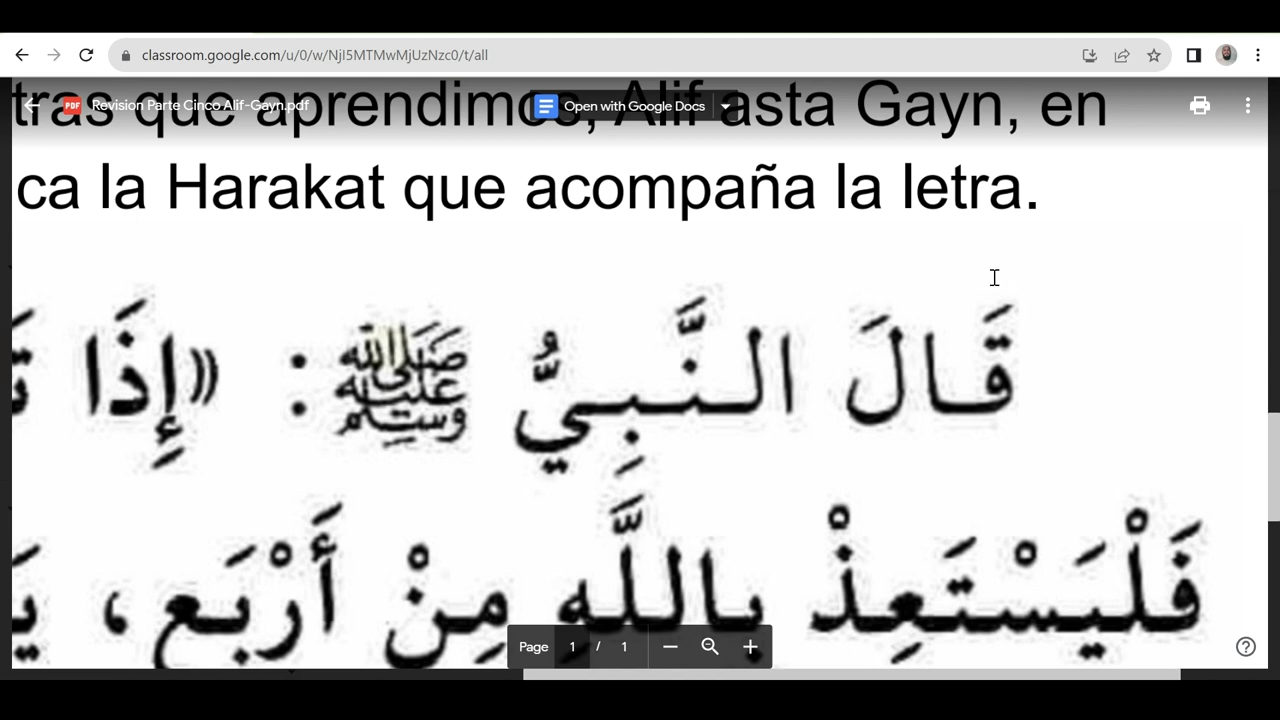 classroom.google.com/u/0/w/NjI5MTMwMjUzNzc0/t/all
tras que aprendimos, Alif asta Gayn, en
Revision Parte Cinco Alif-Gayn.pdf
Open with Google Docs
ca la Harakat que acompaña la letra.
قَالَ النَّبِيُّ ﷺ: «إِذَا
فَلْيَسْتَعِذْ بِاللَّهِ مِنْ أَرْبَعٍ،
Page 1 / 1